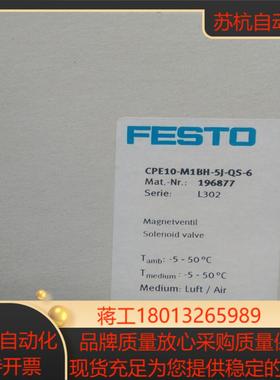 苏杭自动
FESTO
CPE10-M1BH-5J-QS-6
Mat.-Nr.: 196877
Serie: L302
Magnetventil
Solenoid valve
Tamb: -5 - 50°C
Tmedium: -5 - 50°C
Medium: Luft / Air
蒋工18013265989
自动化 品牌质量放心采购质量保
开票 现货充足为您提供稳定的